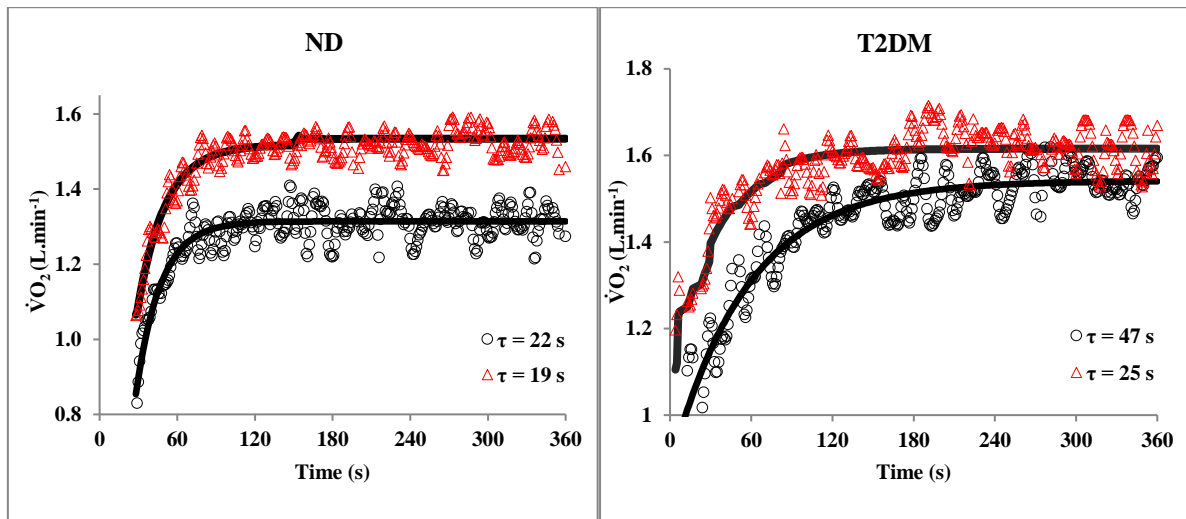 ND
V̇O₂ (L.min⁻¹)
1.6
1.4
1.2
1.0
0.8
0
60
120
180
240
300
360
Time (s)
τ = 22 s
τ = 19 s
T2DM
V̇O₂ (L.min⁻¹)
1.8
1.6
1.4
1.2
1
0
60
120
180
240
300
360
Time (s)
τ = 47 s
τ = 25 s